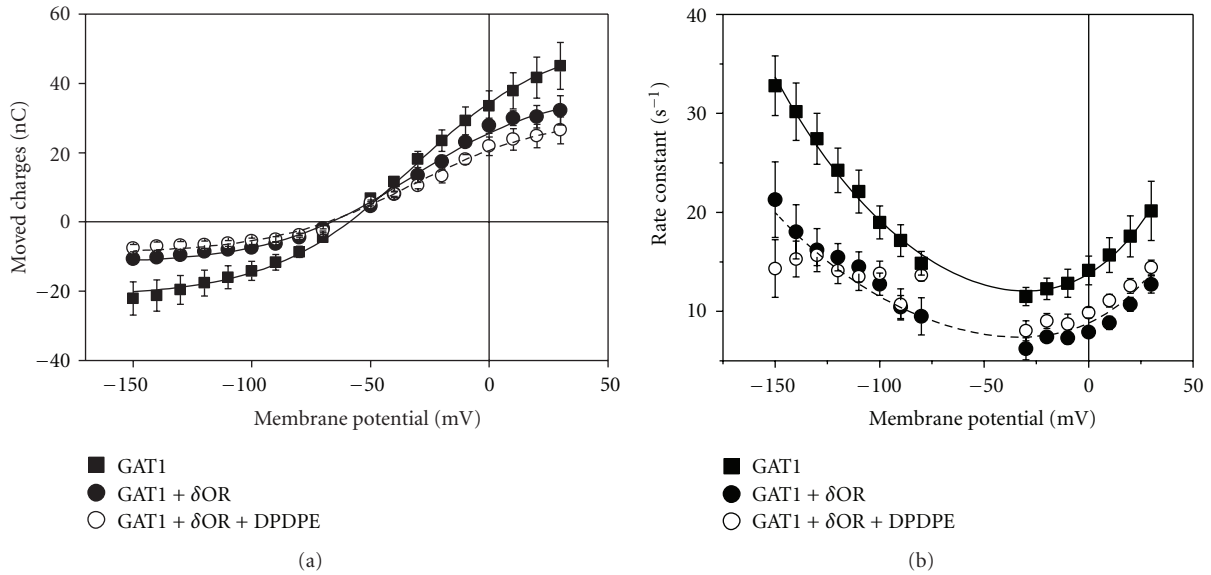 60
40
20
0
−20
−40
−150
−100
−50
0
50
Moved charges (nC)
Membrane potential (mV)
GAT1
GAT1 + δOR
GAT1 + δOR + DPDPE
(a)
40
30
20
10
−150
−100
−50
0
50
Rate constant (s−1)
Membrane potential (mV)
GAT1
GAT1 + δOR
GAT1 + δOR + DPDPE
(b)